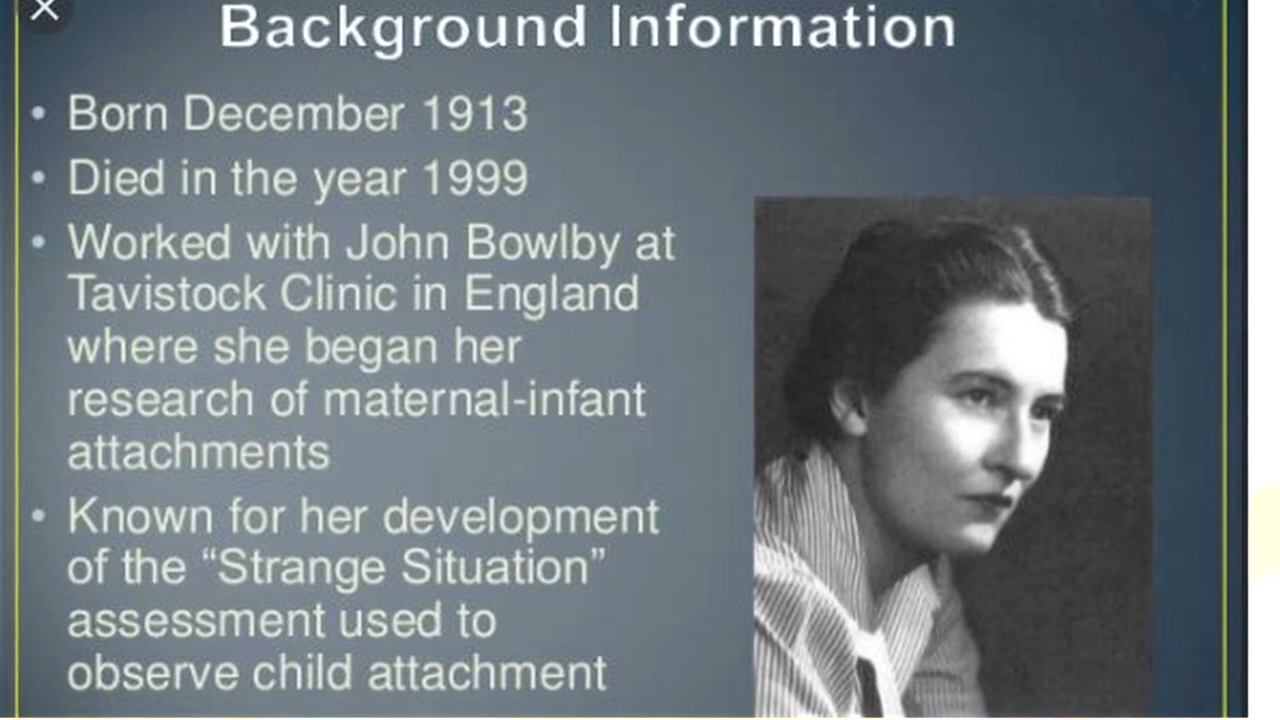 Background Information
• Born December 1913
• Died in the year 1999
• Worked with John Bowlby at
Tavistock Clinic in England
where she began her
research of maternal-infant
attachments
• Known for her development
of the “Strange Situation”
assessment used to
observe child attachment